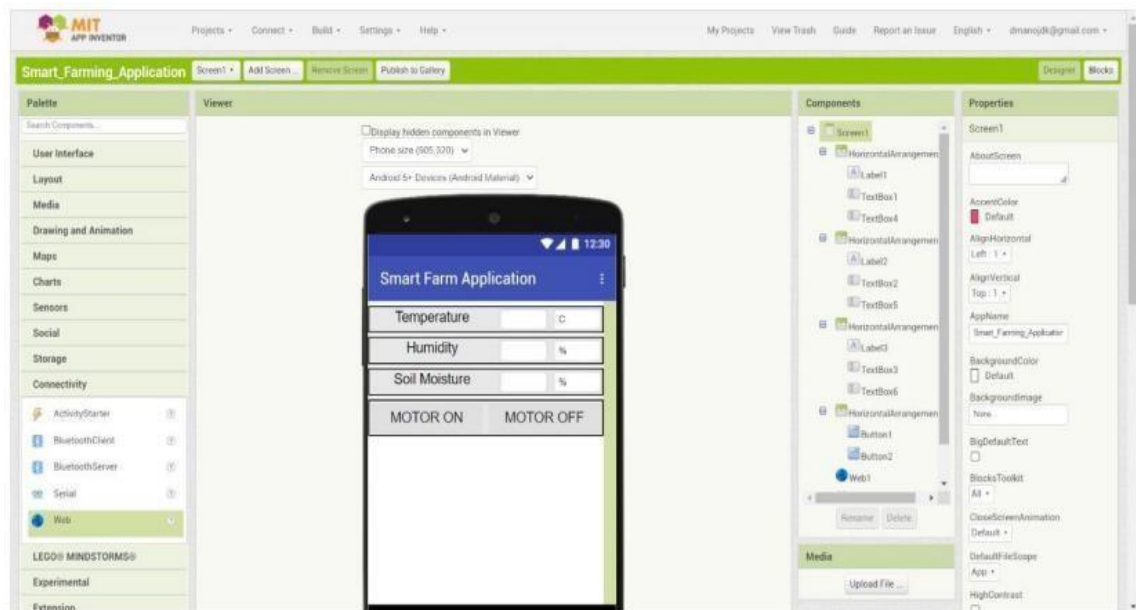 MIT
APP INVENTOR
Projects Connect Build Settings Help
My Projects View Trash Guide Report an Issue English dmanojdk@gmail.com
Smart_Farming_Application Screen1 Add Screen ... Remove Screen Publish to Gallery Designer Blocks
Palette
Search Components...
User Interface
Layout
Media
Drawing and Animation
Maps
Charts
Sensors
Social
Storage
Connectivity
ActivityStarter ?
BluetoothClient ?
BluetoothServer ?
Serial ?
Web ?
LEGO® MINDSTORMS®
Experimental
Extension
Viewer
Display hidden components in Viewer
Phone size (505,320)
Android 5+ Devices (Android Material)
12:30
Smart Farm Application
Temperature C
Humidity %
Soil Moisture %
MOTOR ON MOTOR OFF
Components
Screen1
HorizontalArrangemen
Label1
TextBox1
TextBox4
HorizontalArrangemen
Label2
TextBox2
TextBox5
HorizontalArrangemen
Label3
TextBox3
TextBox6
HorizontalArrangemen
Button1
Button2
Web1
Rename Delete
Media
Upload File ...
Properties
Screen1
AboutScreen
AccentColor
Default
AlignHorizontal
Left : 1
AlignVertical
Top : 1
AppName
Smart_Farming_Applicatior
BackgroundColor
Default
BackgroundImage
None
BigDefaultText
BlocksToolkit
All
CloseScreenAnimation
Default
DefaultFileScope
App
HighContrast